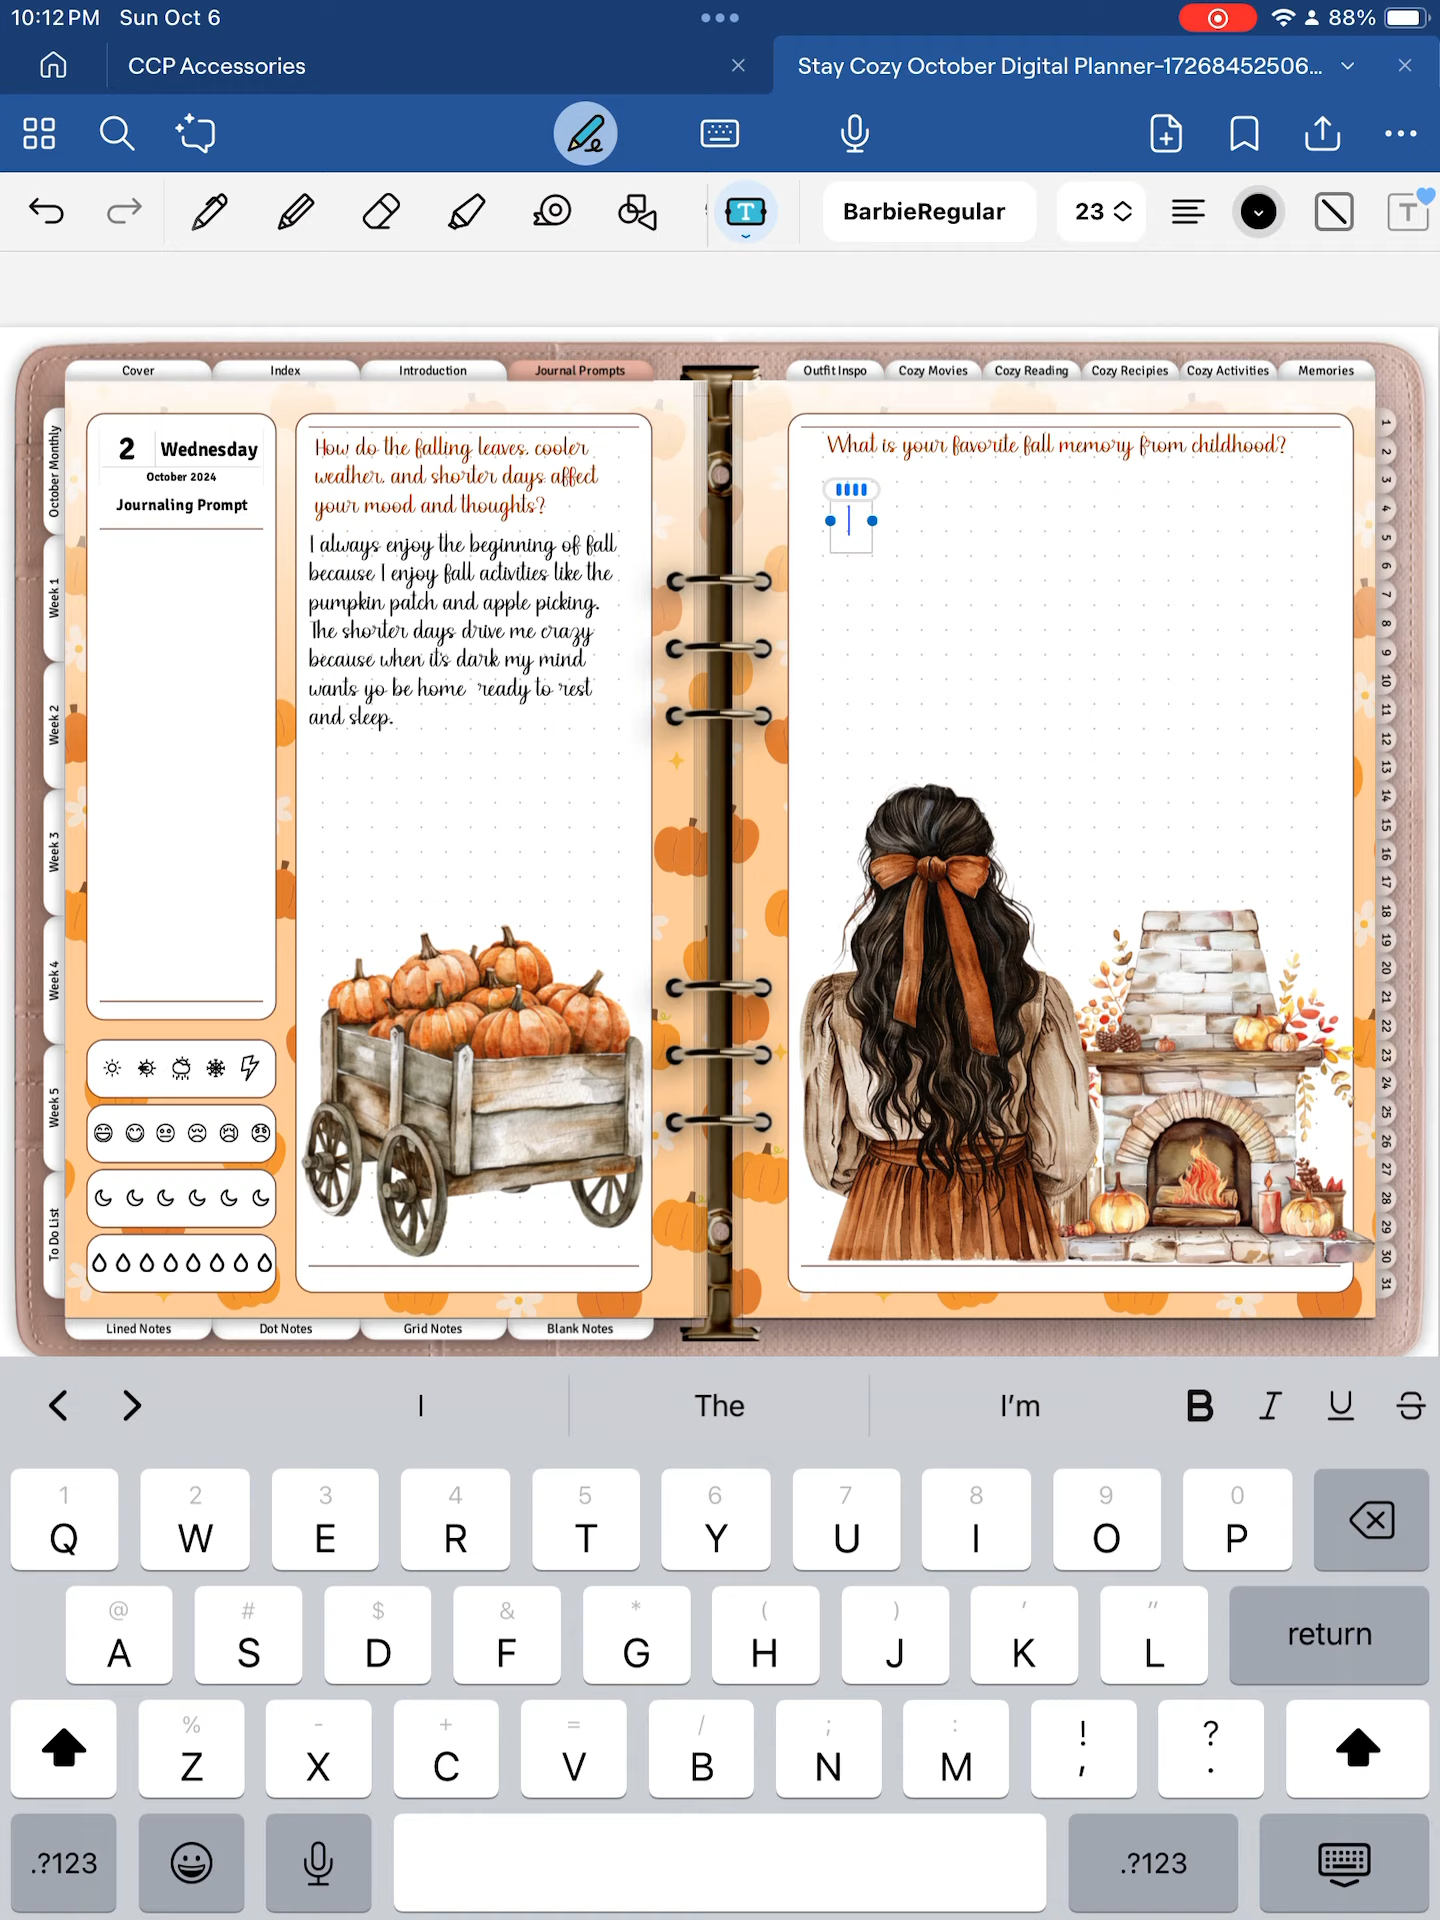 10:12 PM Sun Oct 6
88%
CCP Accessories
Stay Cozy October Digital Planner-17268452506...
BarbieRegular
23
Cover
Index
Introduction
Journal Prompts
Outfit Inspo
Cozy Movies
Cozy Reading
Cozy Recipies
Cozy Activities
Memories
October Monthly
Week 1
Week 2
Week 3
Week 4
Week 5
To Do List
2 Wednesday
October 2024
Journaling Prompt
How do the falling leaves, cooler
weather, and shorter days affect
your mood and thoughts?
I always enjoy the beginning of fall
because I enjoy fall activities like the
pumpkin patch and apple picking.
The shorter days drive me crazy
because when it's dark my mind
wants yo be home ready to rest
and sleep.
What is your favorite fall memory from childhood?
1
2
3
4
5
6
7
8
9
10
11
12
13
14
15
16
17
18
19
20
21
22
23
24
25
26
27
28
29
30
31
Lined Notes
Dot Notes
Grid Notes
Blank Notes
I
The
I'm
B I U S
1 2 3 4 5 6 7 8 9 0
Q W E R T Y U I O P
@ # $ & * ( ) ' "
A S D F G H J K L return
% - + = / ; : ! ?
Z X C V B N M , .
.?123
.?123